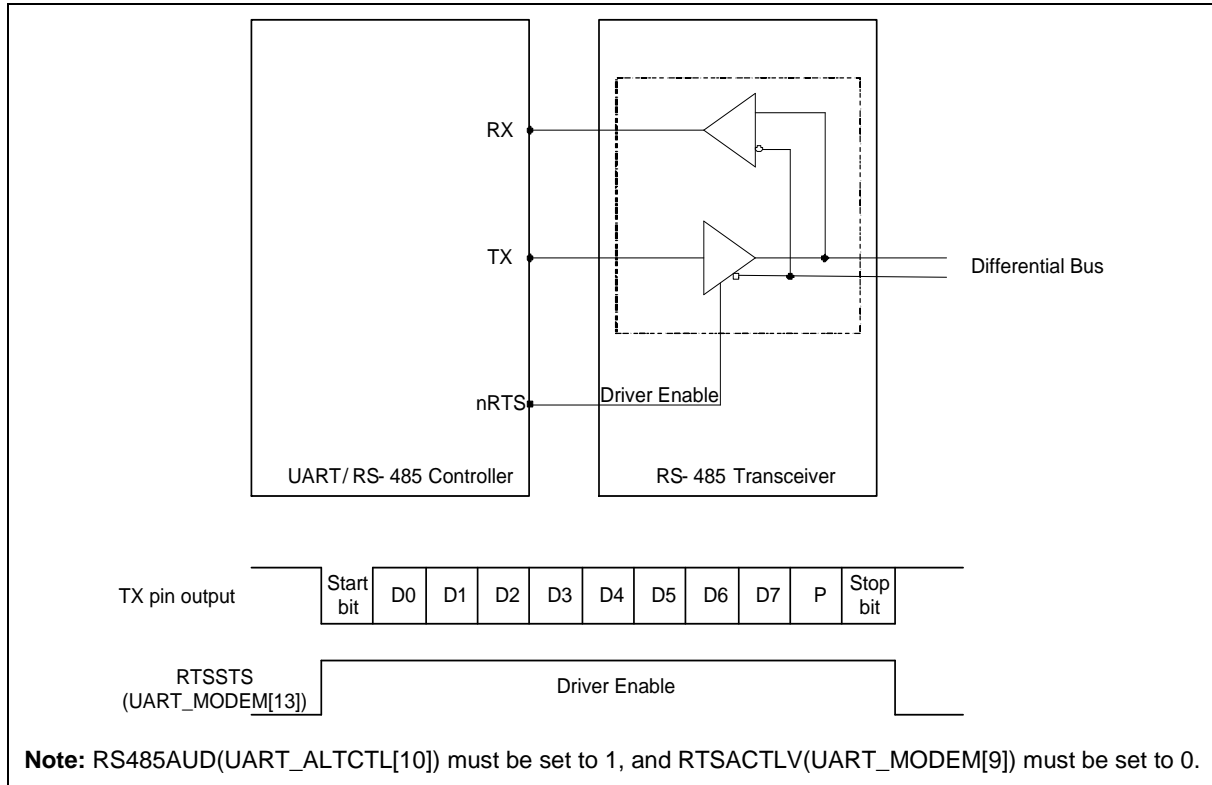 RX
TX
Differential Bus
nRTS
Driver Enable
UART/ RS- 485 Controller
RS- 485 Transceiver
TX pin output
Start bit
D0
D1
D2
D3
D4
D5
D6
D7
P
Stop bit
RTSSTS
(UART_MODEM[13])
Driver Enable
Note: RS485AUD(UART_ALTCTL[10]) must be set to 1, and RTSACTLV(UART_MODEM[9]) must be set to 0.